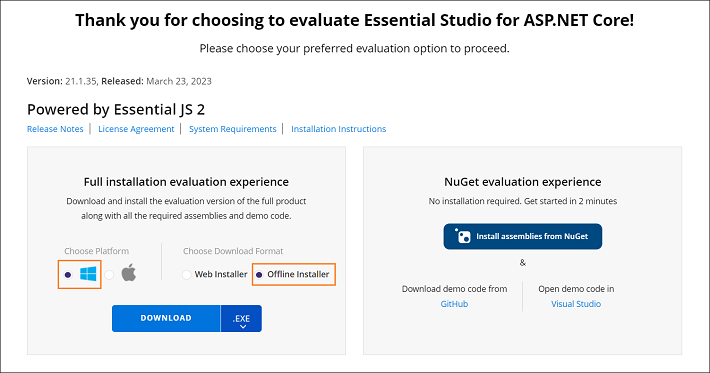 Thank you for choosing to evaluate Essential Studio for ASP.NET Core!
Please choose your preferred evaluation option to proceed.
Version: 21.1.35, Released: March 23, 2023
Powered by Essential JS 2
Release Notes | License Agreement | System Requirements | Installation Instructions
Full installation evaluation experience
Download and install the evaluation version of the full product
along with all the required assemblies and demo code.
Choose Platform
Choose Download Format
Web Installer
Offline Installer
DOWNLOAD
.EXE
NuGet evaluation experience
No installation required. Get started in 2 minutes
Install assemblies from NuGet
&
Download demo code from
GitHub
Open demo code in
Visual Studio